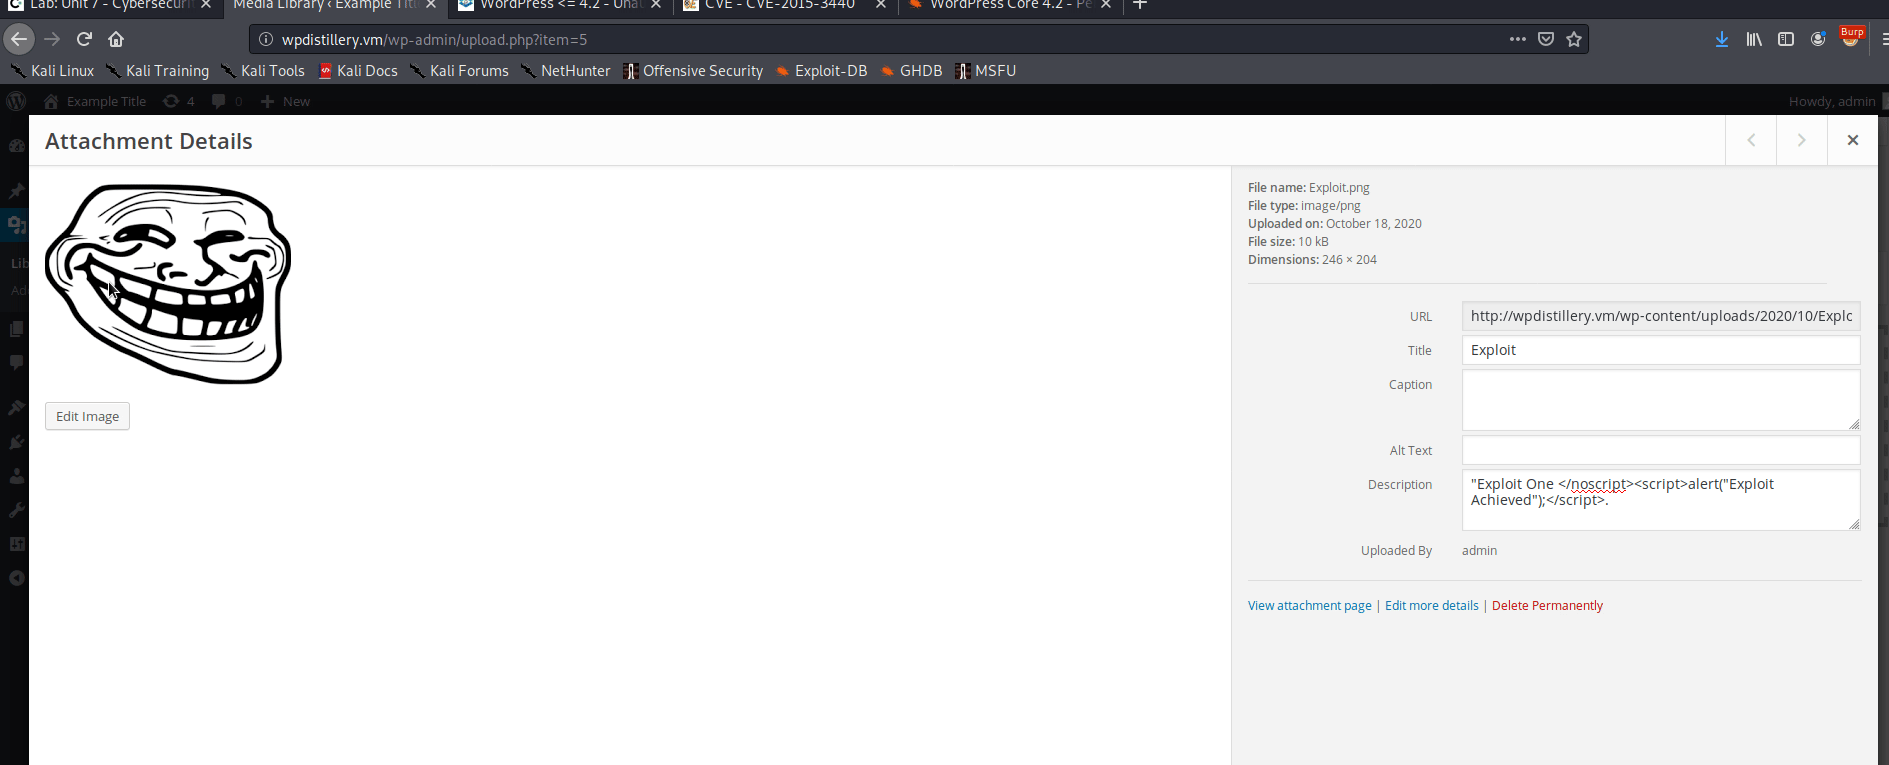 Lab: Unit 7 - Cybersecuri
Media Library ‹ Example Titl
WordPress <= 4.2 - Unau
CVE - CVE-2015-3440
WordPress Core 4.2 - Pe
wpdistillery.vm/wp-admin/upload.php?item=5
Burp
Kali Linux
Kali Training
Kali Tools
Kali Docs
Kali Forums
NetHunter
Offensive Security
Exploit-DB
GHDB
MSFU
Example Title
4
0
New
Howdy, admin
Attachment Details
Lib
Ad
File name: Exploit.png
File type: image/png
Uploaded on: October 18, 2020
File size: 10 kB
Dimensions: 246 × 204
URL
http://wpdistillery.vm/wp-content/uploads/2020/10/Explo
Title
Exploit
Caption
Alt Text
Description
"Exploit One </noscript><script>alert("Exploit
Achieved");</script>.
Uploaded By
admin
Edit Image
View attachment page | Edit more details | Delete Permanently